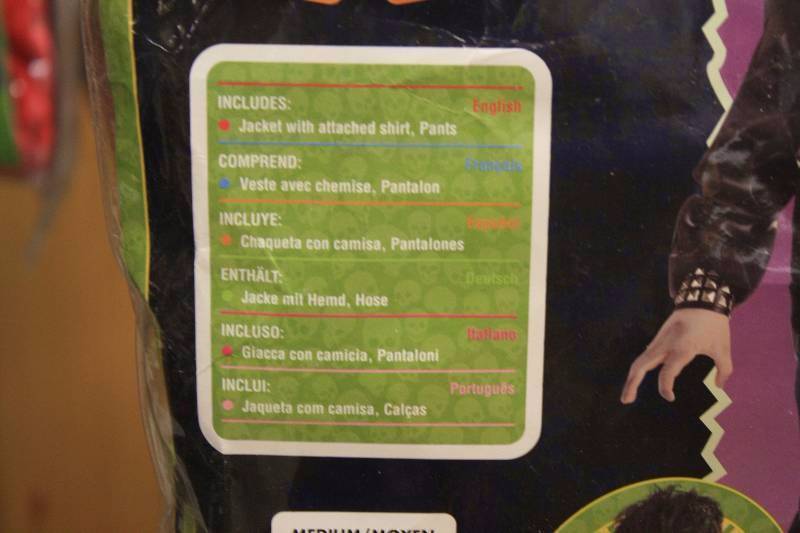 INCLUDES: English
Jacket with attached shirt, Pants
COMPREND: Français
Veste avec chemise, Pantalon
INCLUYE: Español
Chaqueta con camisa, Pantalones
ENTHÄLT: Deutsch
Jacke mit Hemd, Hose
INCLUSO: Italiano
Giacca con camicia, Pantaloni
INCLUI: Português
Jaqueta com camisa, Calças
MEDIUM/MOYEN